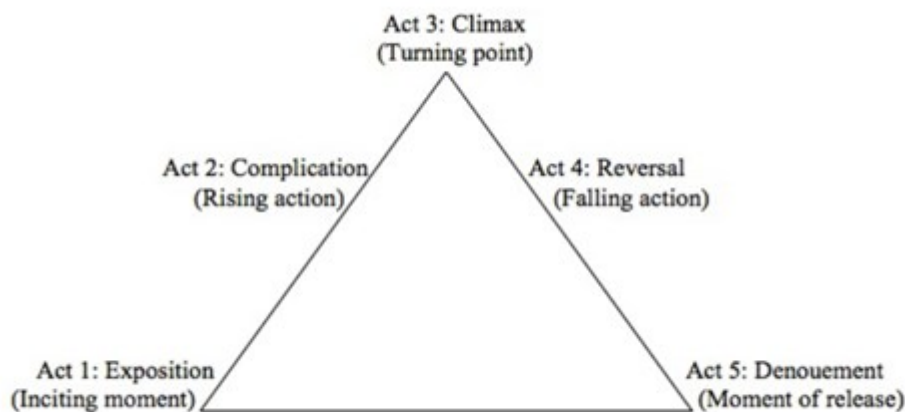 Act 3: Climax
(Turning point)
Act 2: Complication
(Rising action)
Act 4: Reversal
(Falling action)
Act 1: Exposition
(Inciting moment)
Act 5: Denouement
(Moment of release)